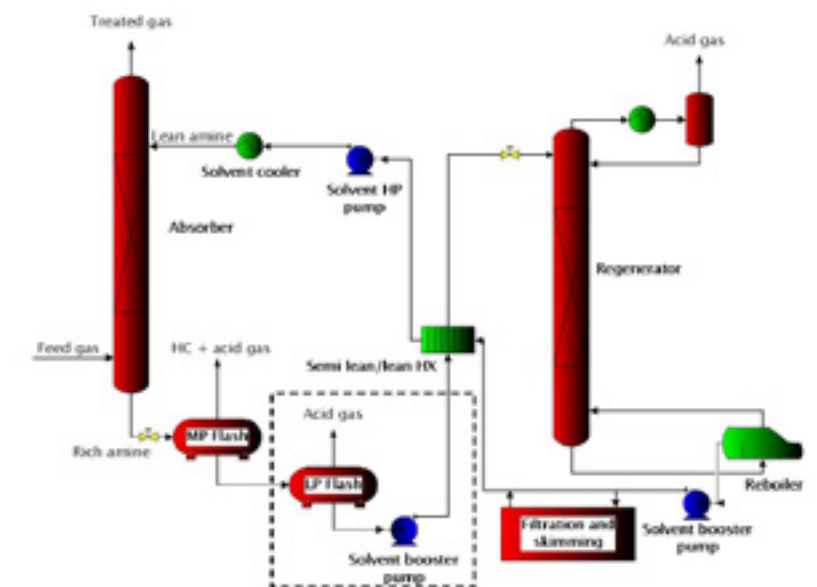 Treated gas
Acid gas
Lean amine
Solvent cooler
Solvent HP
pump
Absorber
Regenerator
Feed gas
HC + acid gas
Semi lean/lean HX
Acid gas
MP Flash
Rich amine
LP Flash
Reboiler
Filtration and
skimming
Solvent booster
pump
Solvent booster
pump